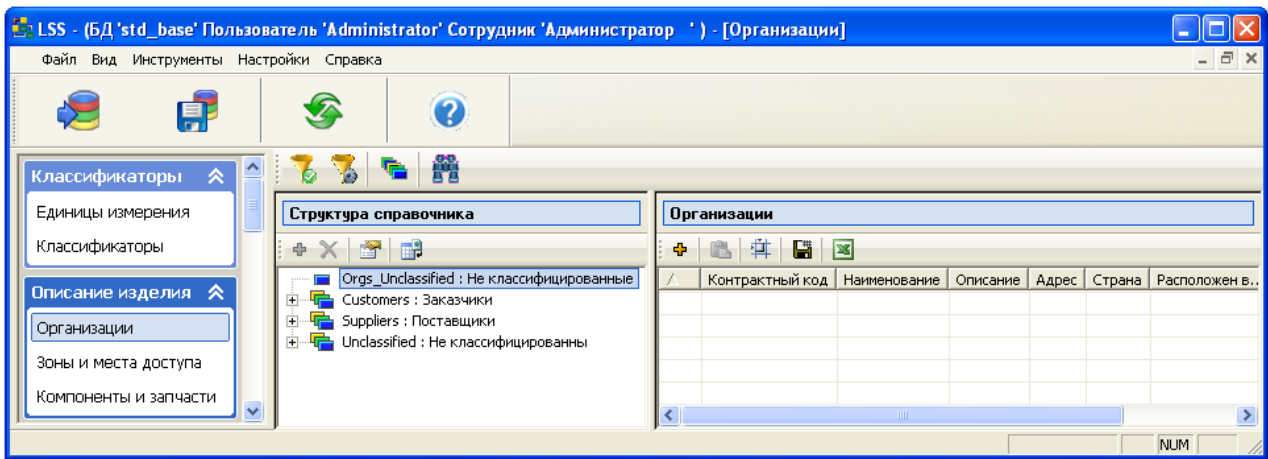 LSS - (БД 'std_base' Пользователь 'Administrator' Сотрудник 'Администратор ' ) - [Организации]
Файл Вид Инструменты Настройки Справка
Классификаторы
Единицы измерения
Классификаторы
Описание изделия
Организации
Зоны и места доступа
Компоненты и запчасти
Структура справочника
Orgs_Unclassified : Не классифицированные
Customers : Заказчики
Suppliers : Поставщики
Unclassified : Не классифицированны
Организации
Контрактный код Наименование Описание Адрес Страна Расположен в..
NUM